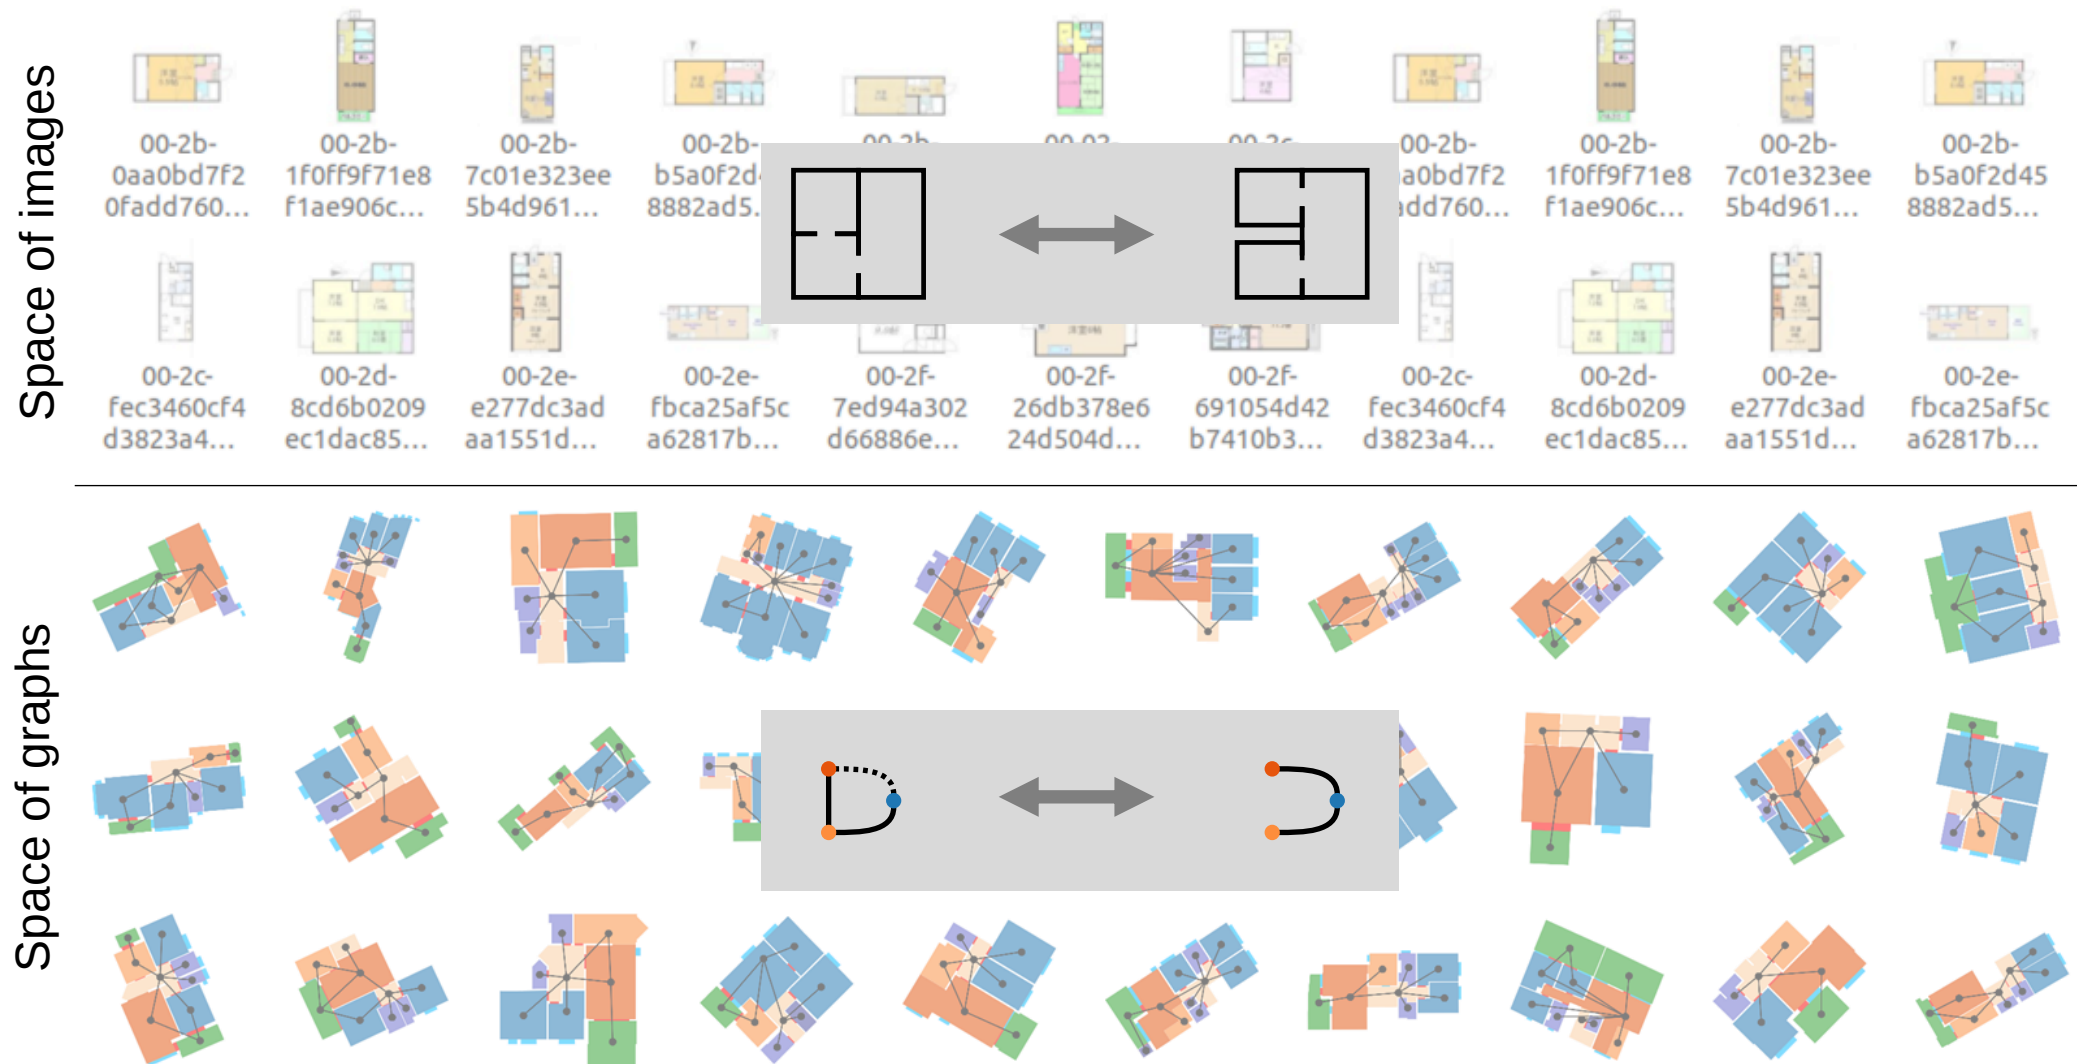 Space of images
00-2b- 00-2b- 00-2b- 00-2b- 00-2b- 00-2b- 00-2b- 00-2b-
0aa0bd7f2 1f0ff9f71e8 7c01e323ee b5a0f2d4 a0bd7f2 1f0ff9f71e8 7c01e323ee b5a0f2d45
0fadd760... f1ae906c... 5b4d961... 8882ad5. add760... f1ae906c... 5b4d961... 8882ad5...
00-2c- 00-2d- 00-2e- 00-2e- 00-2f- 00-2f- 00-2f- 00-2c- 00-2d- 00-2e- 00-2e-
fec3460cf4 8cd6b0209 e277dc3ad fbca25af5c 7ed94a302 26db378e6 691054d42 fec3460cf4 8cd6b0209 e277dc3ad fbca25af5c
d3823a4... ec1dac85... aa1551d... a62817b... d66886e... 24d504d... b7410b3... d3823a4... ec1dac85... aa1551d... a62817b...
Space of graphs